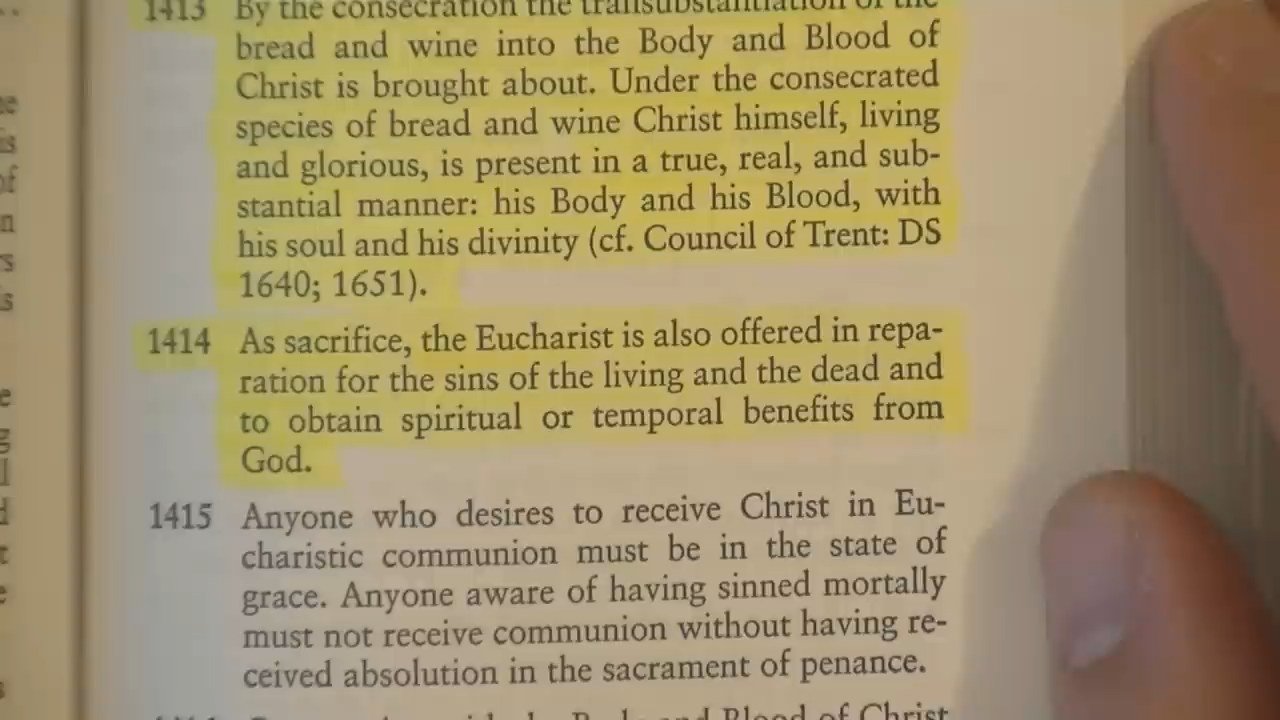 1413 By the consecration the transubstantiation of the
bread and wine into the Body and Blood of
Christ is brought about. Under the consecrated
species of bread and wine Christ himself, living
and glorious, is present in a true, real, and sub-
stantial manner: his Body and his Blood, with
his soul and his divinity (cf. Council of Trent: DS
1640; 1651).
1414 As sacrifice, the Eucharist is also offered in repa-
ration for the sins of the living and the dead and
to obtain spiritual or temporal benefits from
God.
1415 Anyone who desires to receive Christ in Eu-
charistic communion must be in the state of
grace. Anyone aware of having sinned mortally
must not receive communion without having re-
ceived absolution in the sacrament of penance.
Body and Blood of Christ